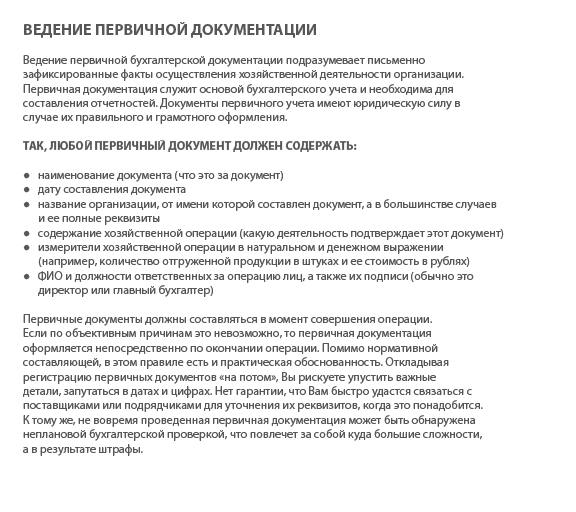 ВЕДЕНИЕ ПЕРВИЧНОЙ ДОКУМЕНТАЦИИ
Ведение первичной бухгалтерской документации подразумевает письменно
зафиксированные факты осуществления хозяйственной деятельности организации.
Первичная документация служит основой бухгалтерского учета и необходима для
составления отчетностей. Документы первичного учета имеют юридическую силу в
случае их правильного и грамотного оформления.
ТАК, ЛЮБОЙ ПЕРВИЧНЫЙ ДОКУМЕНТ ДОЛЖЕН СОДЕРЖАТЬ:
● наименование документа (что это за документ)
● дату составления документа
● название организации, от имени которой составлен документ, а в большинстве случаев
и ее полные реквизиты
● содержание хозяйственной операции (какую деятельность подтверждает этот документ)
● измерители хозяйственной операции в натуральном и денежном выражении
(например, количество отгруженной продукции в штуках и ее стоимость в рублях)
● ФИО и должности ответственных за операцию лиц, а также их подписи (обычно это
директор или главный бухгалтер)
Первичные документы должны составляться в момент совершения операции.
Если по объективным причинам это невозможно, то первичная документация
оформляется непосредственно по окончании операции. Помимо нормативной
составляющей, в этом правиле есть и практическая обоснованность. Откладывая
регистрацию первичных документов «на потом», Вы рискуете упустить важные
детали, запутаться в датах и цифрах. Нет гарантии, что Вам быстро удастся связаться с
поставщиками или подрядчиками для уточнения их реквизитов, когда это понадобится.
К тому же, не вовремя проведенная первичная документация может быть обнаружена
неплановой бухгалтерской проверкой, что повлечет за собой куда большие сложности,
а в результате штрафы.